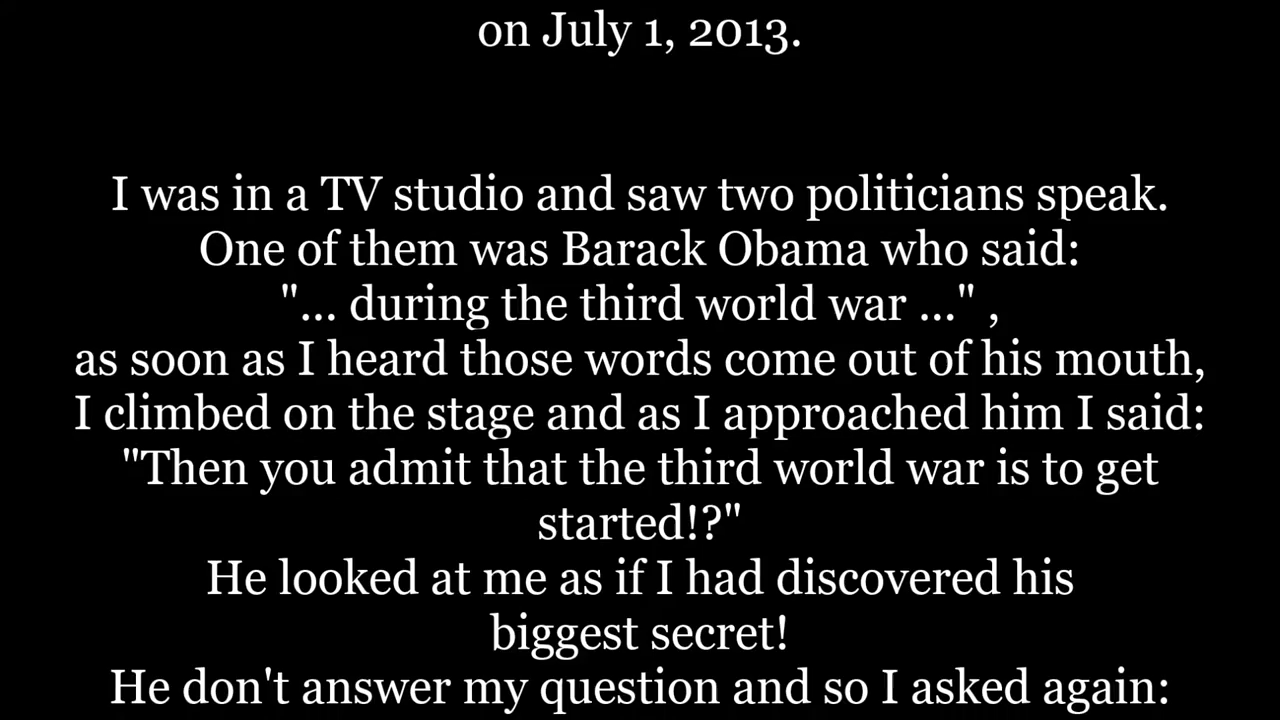 on July 1, 2013.
I was in a TV studio and saw two politicians speak.
One of them was Barack Obama who said:
"... during the third world war ..." ,
as soon as I heard those words come out of his mouth,
I climbed on the stage and as I approached him I said:
"Then you admit that the third world war is to get
started!?"
He looked at me as if I had discovered his
biggest secret!
He don't answer my question and so I asked again: